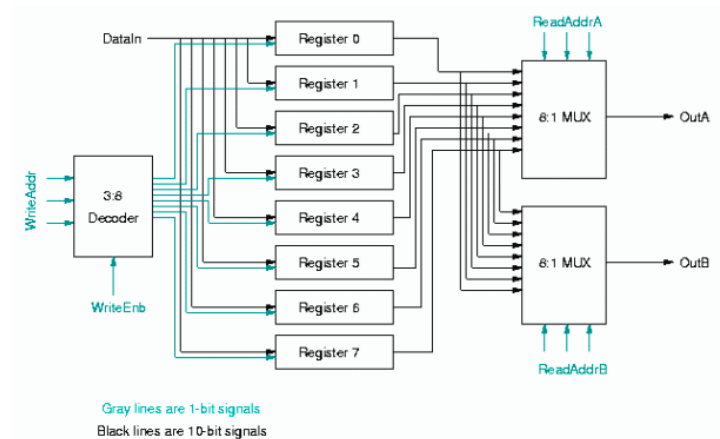 ReadAddrA
DataIn
Register 0
Register 1
8:1 MUX
OutA
Register 2
3:8
Decoder
WriteAddr
Register 3
Register 4
Register 5
8:1 MUX
OutB
WriteEnb
Register 6
Register 7
ReadAddrB
Gray lines are 1-bit signals
Black lines are 10-bit signals